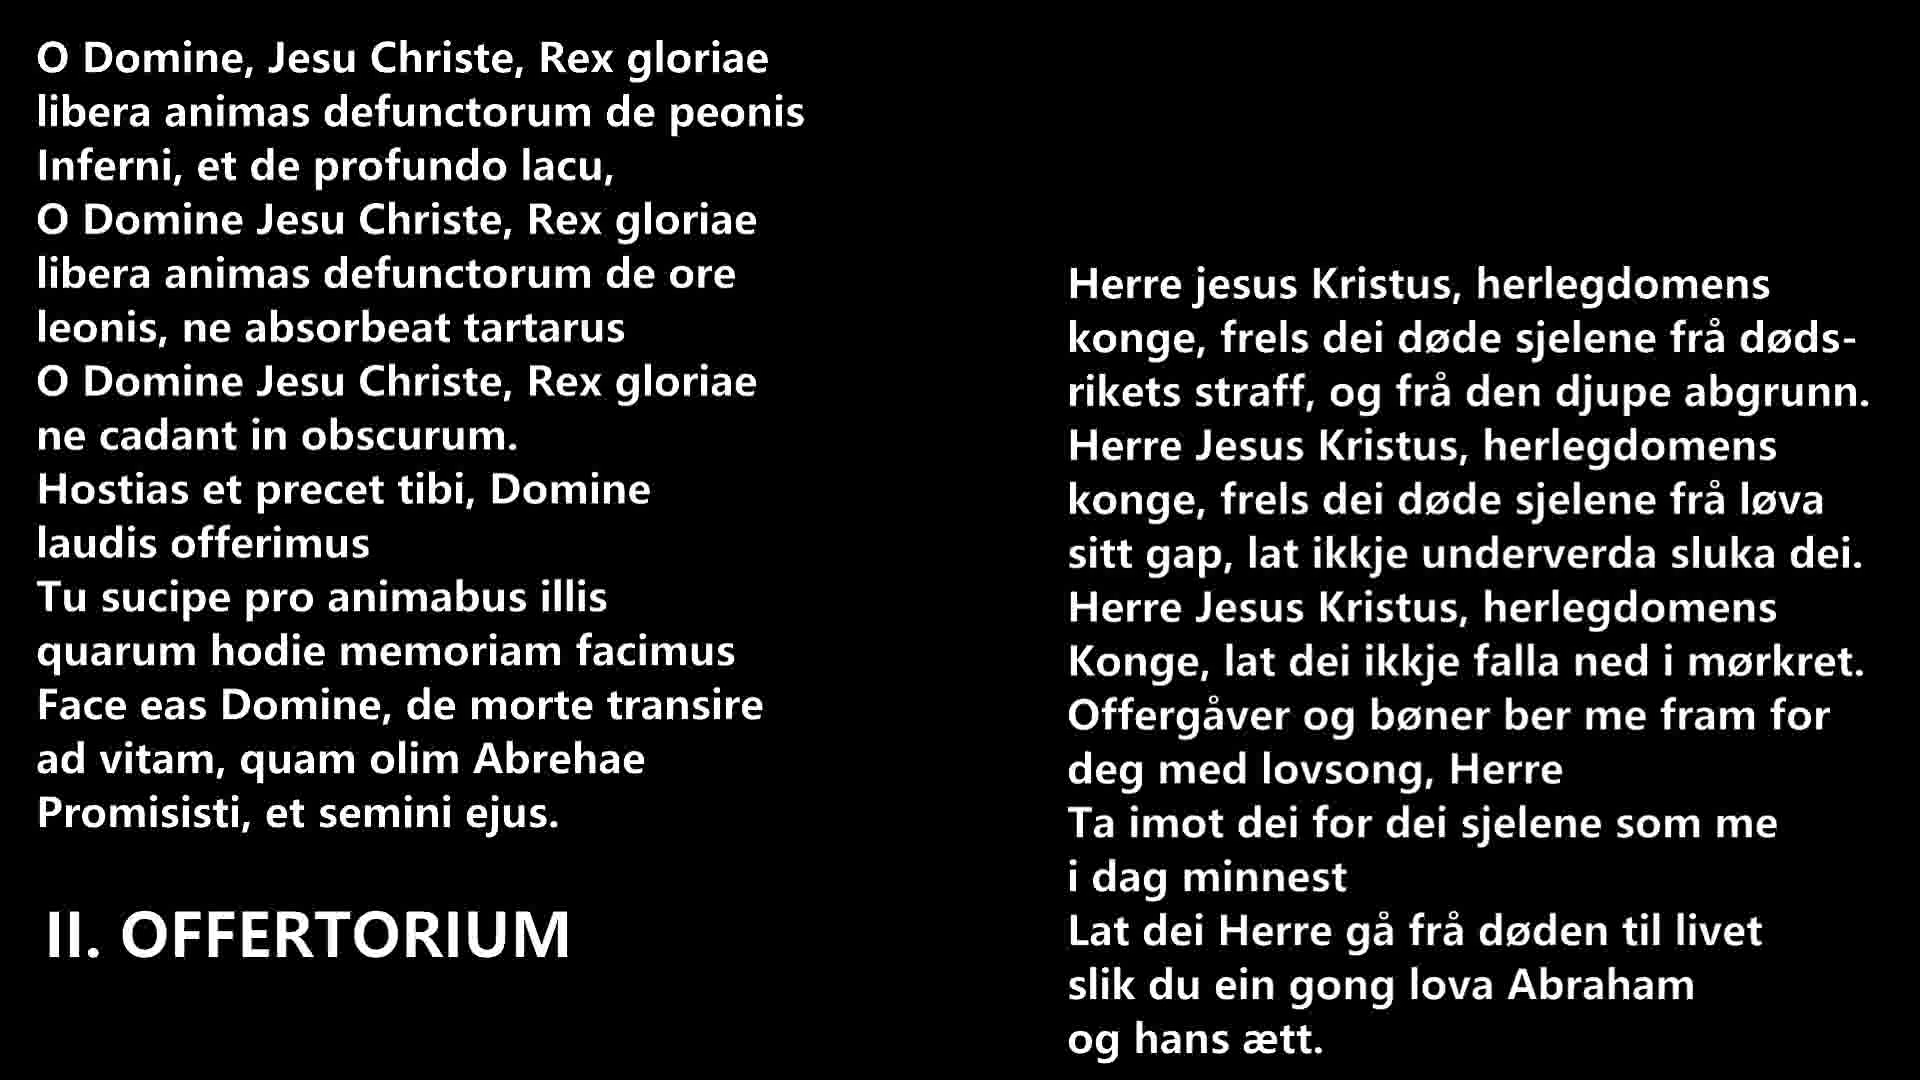 O Domine, Jesu Christe, Rex gloriae
libera animas defunctorum de peonis
Inferni, et de profundo lacu,
O Domine Jesu Christe, Rex gloriae
libera animas defunctorum de ore
leonis, ne absorbeat tartarus
O Domine Jesu Christe, Rex gloriae
ne cadant in obscurum.
Hostias et precet tibi, Domine
laudis offerimus
Tu sucipe pro animabus illis
quarum hodie memoriam facimus
Face eas Domine, de morte transire
ad vitam, quam olim Abrehae
Promisisti, et semini ejus.
II. OFFERTORIUM
Herre jesus Kristus, herlegdomens
konge, frels dei døde sjelene frå døds-
rikets straff, og frå den djupe abgrunn.
Herre Jesus Kristus, herlegdomens
konge, frels dei døde sjelene frå løva
sitt gap, lat ikkje underverda sluka dei.
Herre Jesus Kristus, herlegdomens
Konge, lat dei ikkje falla ned i mørkret.
Offergåver og bøner ber me fram for
deg med lovsong, Herre
Ta imot dei for dei sjelene som me
i dag minnest
Lat dei Herre gå frå døden til livet
slik du ein gong lova Abraham
og hans ætt.